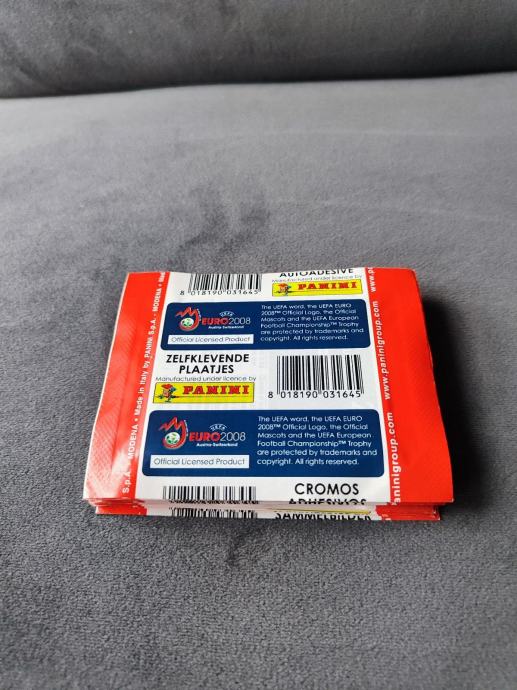 AUTOADESIVE
Manufactured under licence by
PANINI
8 018190 031645
UEFA
EURO2008
Austria-Switzerland
Official Licensed Product
The UEFA word, the UEFA EURO
2008™ Official Logo, the Official
Mascots and the UEFA European
Football Championship™ Trophy
are protected by trademarks and
copyright. All rights reserved.
ZELFKLEVENDE
PLAATJES
Manufactured under licence by
PANINI
8 018190 031645
UEFA
EURO2008
Austria-Switzerland
Official Licensed Product
The UEFA word, the UEFA EURO
2008™ Official Logo, the Official
Mascots and the UEFA European
Football Championship™ Trophy
are protected by trademarks and
copyright. All rights reserved.
CROMOS
ADHESIVOS
SAMMELBILDER
S.p.A. - MODENA • Made in Italy by PANINI S.p.A. - MODENA •
www.paninigroup.com
paninigroup.com